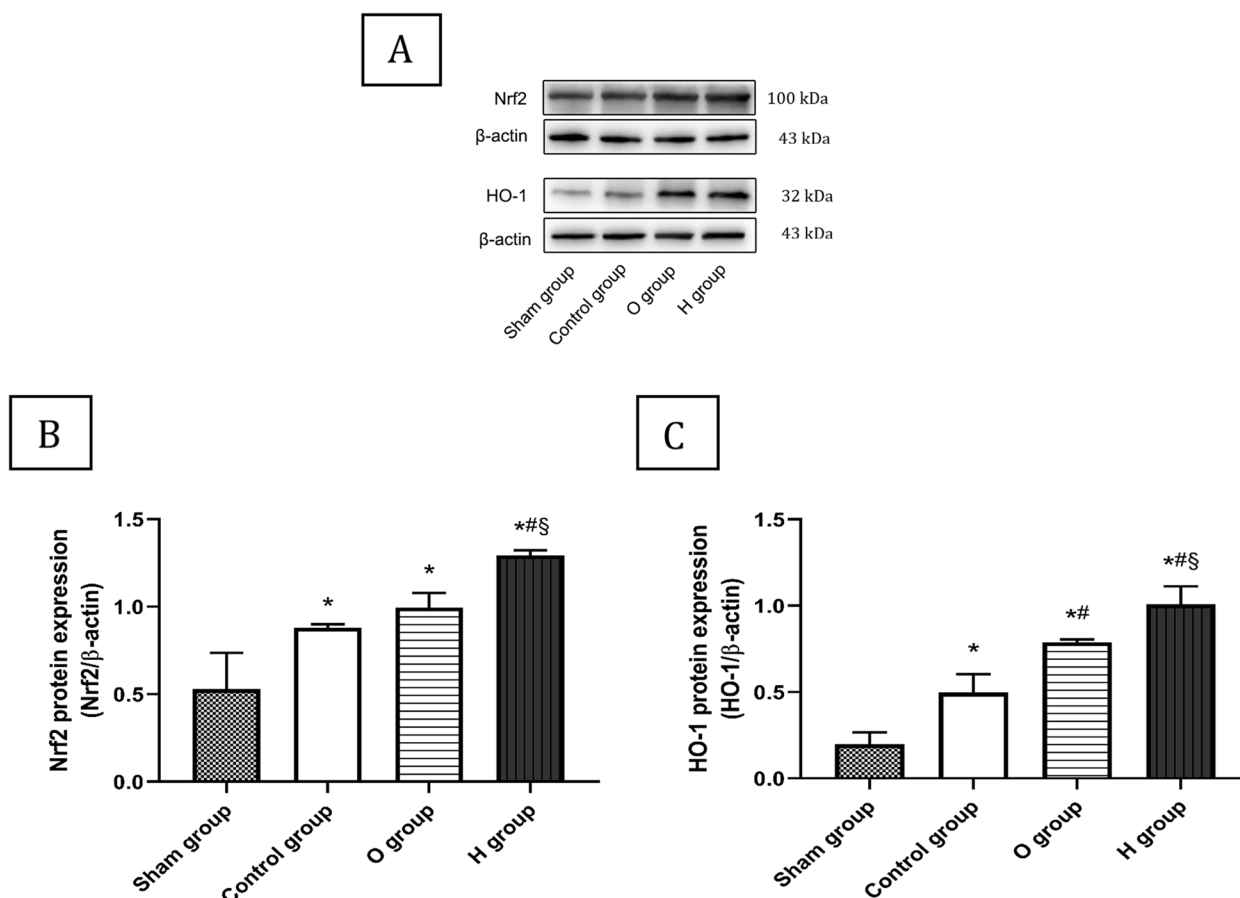 A
Nrf2 100 kDa
β-actin 43 kDa
HO-1 32 kDa
β-actin 43 kDa
Sham group
Control group
O group
H group
B
Nrf2 protein expression
(Nrf2/β-actin)
1.5
1.0
0.5
0.0
*
*
*#§
Sham group
Control group
O group
H group
C
HO-1 protein expression
(HO-1/β-actin)
1.5
1.0
0.5
0.0
*
*#
*#§
Sham group
Control group
O group
H group